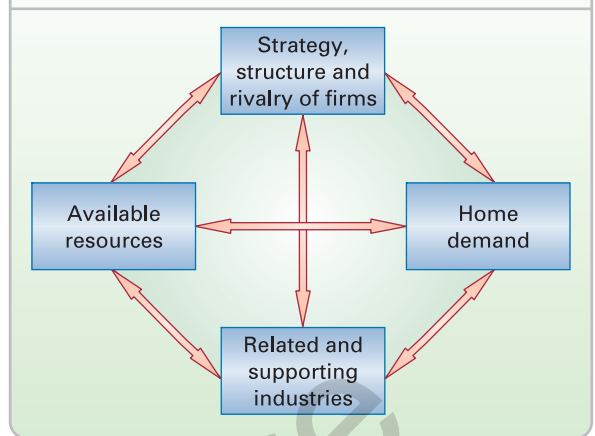 Strategy,
structure and
rivalry of firms
Available
resources
Home
demand
Related and
supporting
industries